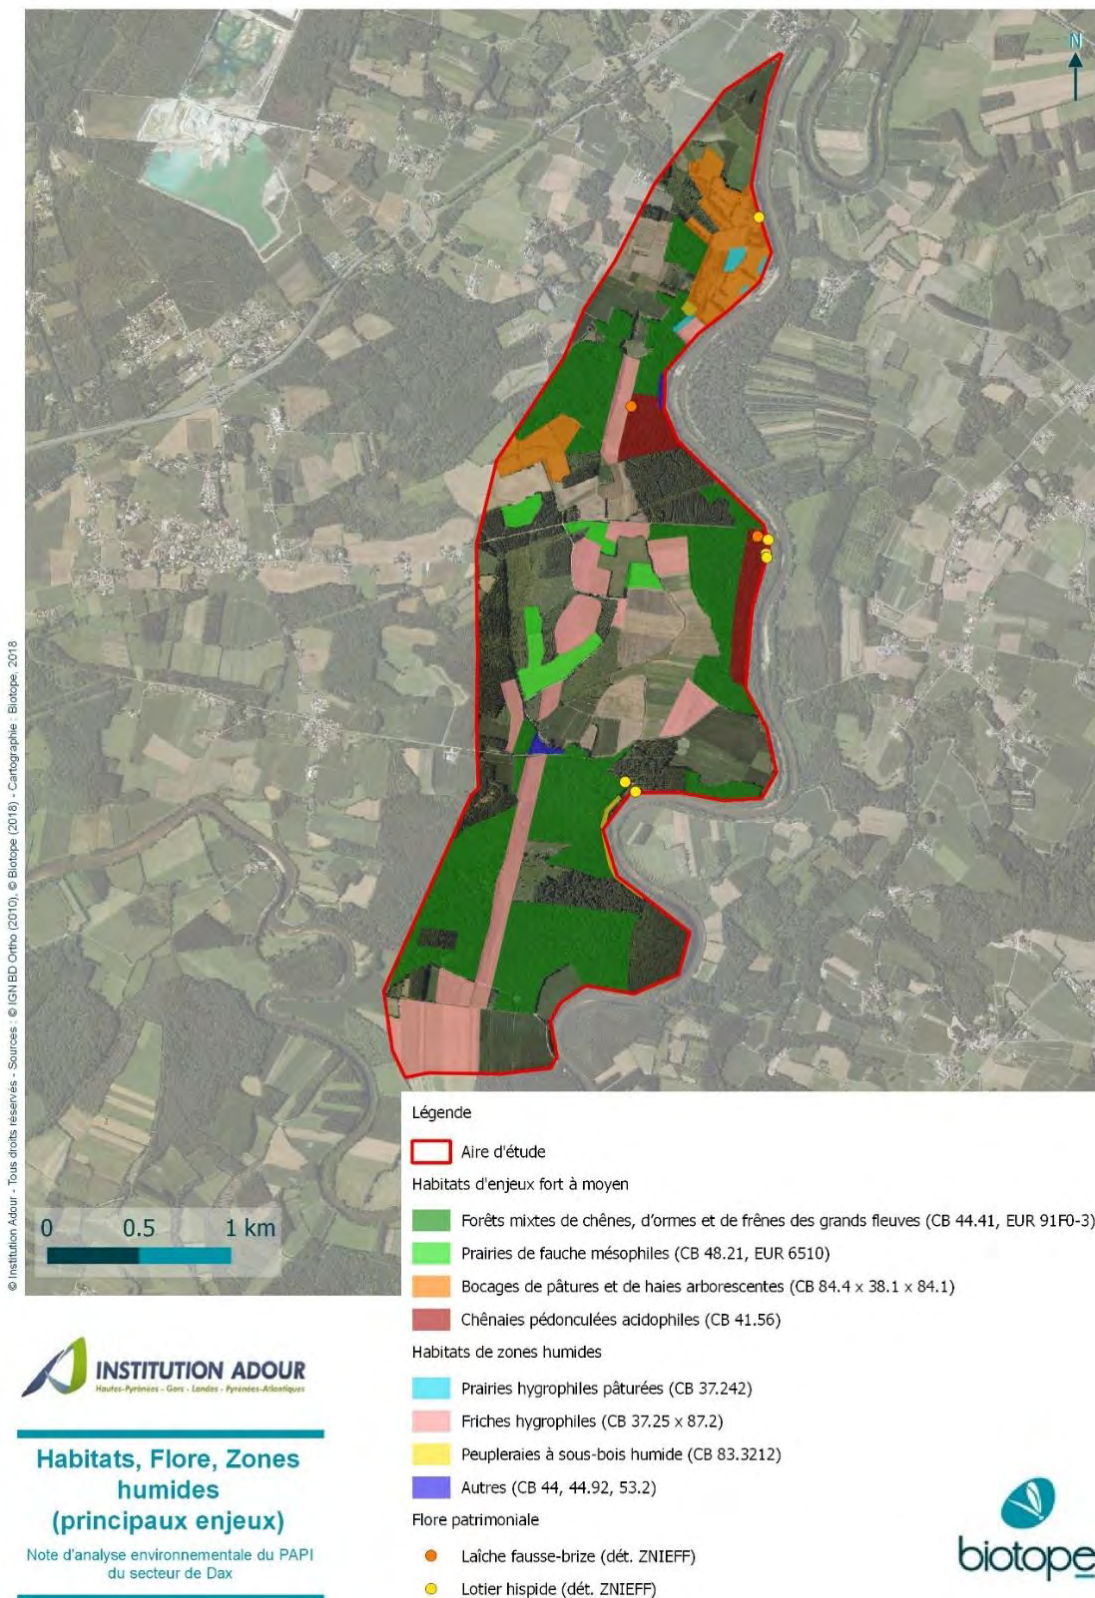 N
© Institution Adour - Tous droits réservés - Sources : © IGN BD Ortho (2010), © Biotope (2018) - Cartographie : Biotope, 2018
0 0.5 1 km
Légende
Aire d'étude
Habitats d'enjeux fort à moyen
Forêts mixtes de chênes, d'ormes et de frênes des grands fleuves (CB 44.41, EUR 91F0-3)
Prairies de fauche mésophiles (CB 48.21, EUR 6510)
Bocages de pâtures et de haies arborescentes (CB 84.4 x 38.1 x 84.1)
Chênaies pédonculées acidophiles (CB 41.56)
Habitats de zones humides
Prairies hygrophiles pâturées (CB 37.242)
Friches hygrophiles (CB 37.25 x 87.2)
Peupleraies à sous-bois humide (CB 83.3212)
Autres (CB 44, 44.92, 53.2)
Flore patrimoniale
Laîche fausse-brize (dét. ZNIEFF)
Lotier hispide (dét. ZNIEFF)
INSTITUTION ADOUR
Hautes-Pyrénées - Gers - Landes - Pyrénées-Atlantiques
Habitats, Flore, Zones
humides
(principaux enjeux)
Note d'analyse environnementale du PAPI
du secteur de Dax
biotope